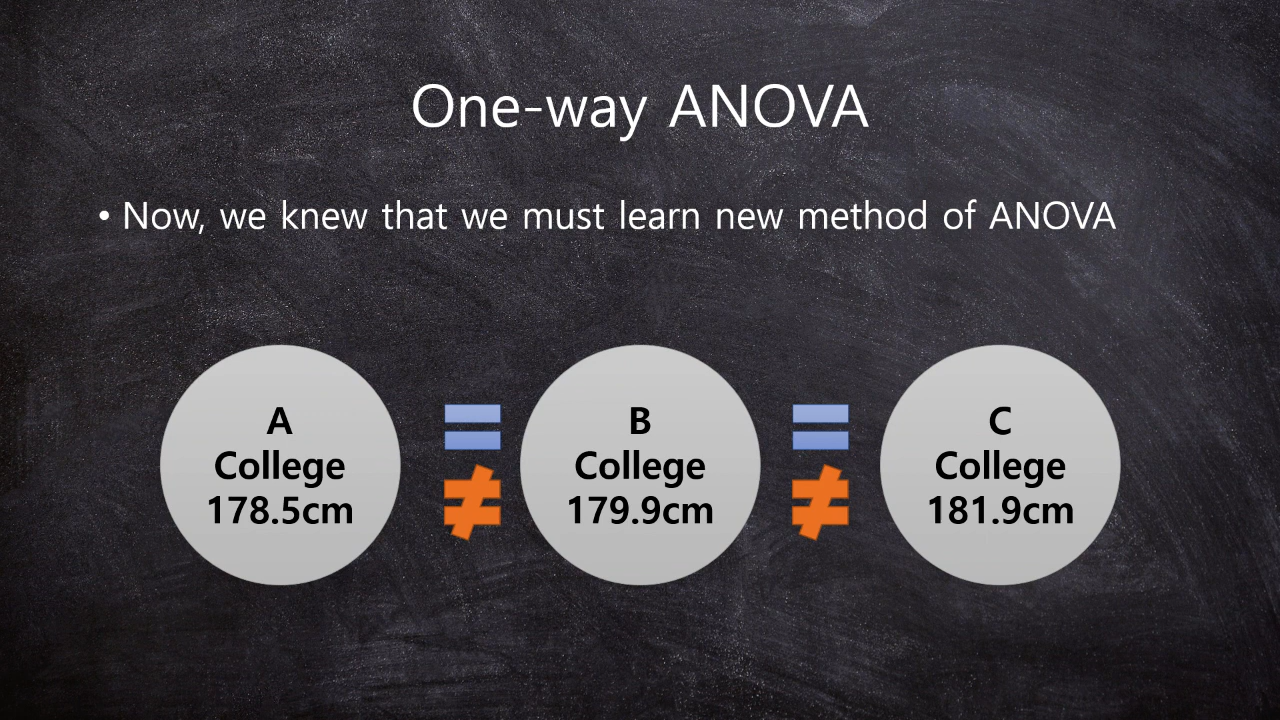 One-way ANOVA
• Now, we knew that we must learn new method of ANOVA
A
College
178.5cm
=
≠
B
College
179.9cm
=
≠
C
College
181.9cm